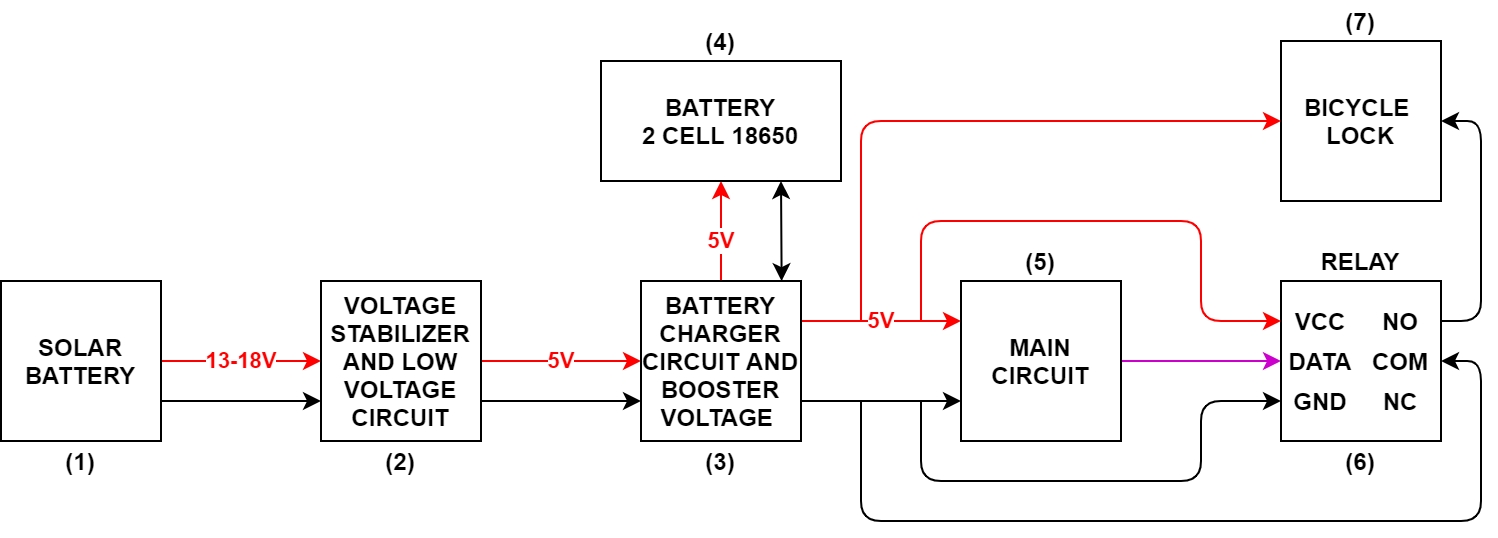 (1)
SOLAR
BATTERY
13-18V
(2)
VOLTAGE
STABILIZER
AND LOW
VOLTAGE
CIRCUIT
5V
(3)
BATTERY
CHARGER
CIRCUIT AND
BOOSTER
VOLTAGE
5V
(4)
BATTERY
2 CELL 18650
5V
(5)
MAIN
CIRCUIT
RELAY
VCC NO
DATA COM
GND NC
(6)
(7)
BICYCLE
LOCK